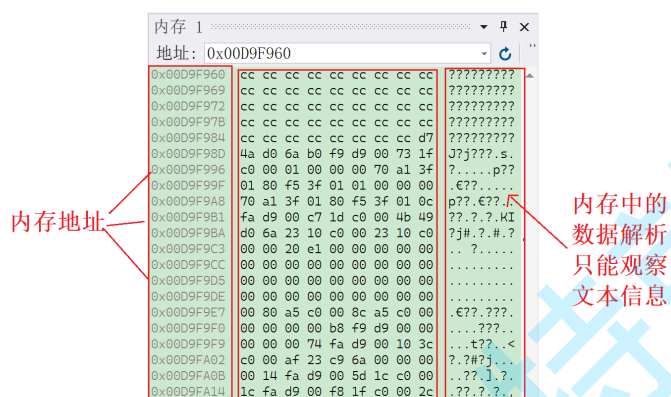 内存 1
地址: 0x00D9F960
0x00D9F960 cc cc cc cc cc cc cc cc cc ?????????
0x00D9F969 cc cc cc cc cc cc cc cc cc ?????????
0x00D9F972 cc cc cc cc cc cc cc cc cc ?????????
0x00D9F97B cc cc cc cc cc cc cc cc cc ?????????
0x00D9F984 cc cc cc cc cc cc cc cc d7 ?????????
0x00D9F98D 4a d0 6a b0 f9 d9 00 73 1f J?j???.s.
0x00D9F996 c0 00 01 00 00 00 70 a1 3f ?.....p??
0x00D9F99F 01 80 f5 3f 01 01 00 00 00 .€??.....
0x00D9F9A8 70 a1 3f 01 80 f5 3f 01 0c p??.€??..
0x00D9F9B1 fa d9 00 c7 1d c0 00 4b 49 ??.?.?.KI
0x00D9F9BA d0 6a 23 10 c0 00 23 10 c0 ?j#.?.#.?
0x00D9F9C3 00 00 20 e1 00 00 00 00 00 .. ?.....
0x00D9F9CC 00 00 00 00 00 00 00 00 00 .........
0x00D9F9D5 00 00 00 00 00 00 00 00 00 .........
0x00D9F9DE 00 00 00 00 00 00 00 00 00 .........
0x00D9F9E7 00 80 a5 c0 00 8c a5 c0 00 .€??.???.
0x00D9F9F0 00 00 00 00 b8 f9 d9 00 00 ....???..
0x00D9F9F9 00 00 00 74 fa d9 00 10 3c ...t??..<
0x00D9FA02 c0 00 af 23 c9 6a 00 00 00 ?.?#?j...
0x00D9FA0B 00 14 fa d9 00 5d 1c c0 00 ..??.].?.
0x00D9FA14 1c fa d9 00 f8 1f c0 00 2c .??.?.?.,
内存地址
内存中的
数据解析
只能观察
文本信息